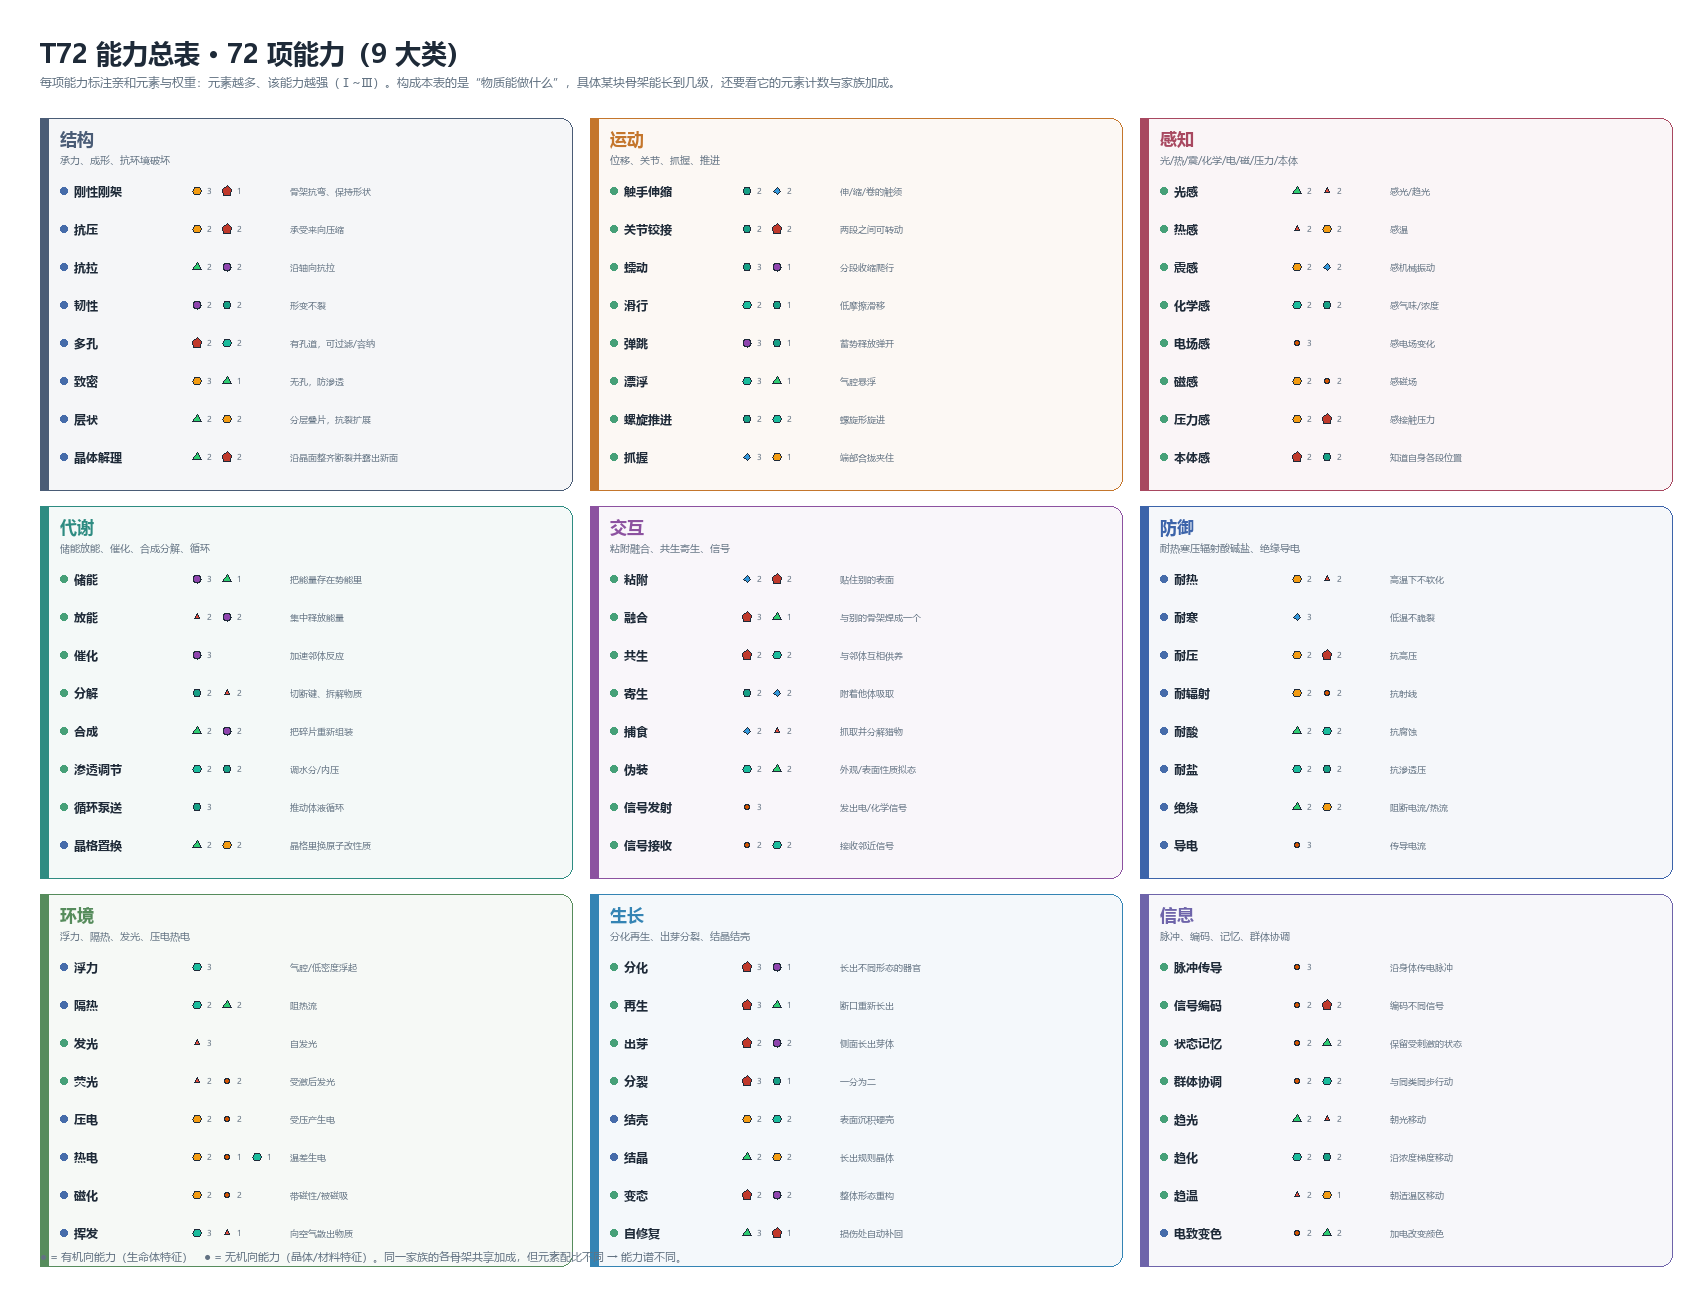 T72 能力总表 · 72 项能力（9 大类）
每项能力标注亲和元素与权重：元素越多、该能力越强（Ⅰ~Ⅲ）。构成本表的是“物质能做什么”，具体某块骨架能长到几级，还要看它的元素计数与家族加成。
结构
承力、成形、抗环境破坏
刚性刚架 3 1 骨架抗弯、保持形状
抗压 2 2 承受来向压缩
抗拉 2 2 沿轴向抗拉
韧性 2 2 形变不裂
多孔 2 2 有孔道，可过滤/容纳
致密 3 1 无孔，防渗透
层状 2 2 分层叠片，抗裂扩展
晶体解理 2 2 沿晶面整齐断裂并露出新面
运动
位移、关节、抓握、推进
触手伸缩 2 2 伸/缩/卷的触须
关节铰接 2 2 两段之间可转动
蠕动 3 1 分段收缩爬行
滑行 2 1 低摩擦滑移
弹跳 3 1 蓄势释放弹开
漂浮 3 1 气腔悬浮
螺旋推进 2 2 螺旋形旋进
抓握 3 1 端部合拢夹住
感知
光/热/震/化学/电/磁/压力/本体
光感 2 2 感光/趋光
热感 2 2 感温
震感 2 2 感机械振动
化学感 2 2 感气味/浓度
电场感 3 感电场变化
磁感 2 2 感磁场
压力感 2 2 感接触压力
本体感 2 2 知道自身各段位置
代谢
储能放能、催化、合成分解、循环
储能 3 1 把能量存在势能里
放能 2 2 集中释放能量
催化 3 加速邻体反应
分解 2 2 切断键、拆解物质
合成 2 2 把碎片重新组装
渗透调节 2 2 调水分/内压
循环泵送 3 推动体液循环
晶格置换 2 2 晶格里换原子改性质
交互
粘附融合、共生寄生、信号
粘附 2 2 贴住别的表面
融合 3 1 与别的骨架焊成一个
共生 2 2 与邻体互相供养
寄生 2 2 附着他体吸取
捕食 2 2 抓取并分解猎物
伪装 2 2 外观/表面性质拟态
信号发射 3 发出电/化学信号
信号接收 2 2 接收邻近信号
防御
耐热寒压辐射酸碱盐、绝缘导电
耐热 2 2 高温下不软化
耐寒 3 低温不脆裂
耐压 2 2 抗高压
耐辐射 2 2 抗射线
耐酸 2 2 抗腐蚀
耐盐 2 2 抗渗透压
绝缘 2 2 阻断电流/热流
导电 3 传导电流
环境
浮力、隔热、发光、压电热电
浮力 3 气腔/低密度浮起
隔热 2 2 阻热流
发光 3 自发光
荧光 2 2 受激后发光
压电 2 2 受压产生电
热电 2 1 1 温差生电
磁化 2 2 带磁性/被磁吸
挥发 3 1 向空气散出物质
生长
分化再生、出芽分裂、结晶结壳
分化 3 1 长出不同形态的器官
再生 3 1 断口重新长出
出芽 2 2 侧面长出芽体
分裂 3 1 一分为二
结壳 2 2 表面沉积硬壳
结晶 2 2 长出规则晶体
变态 2 2 整体形态重构
自修复 3 1 损伤处自动补回
信息
脉冲、编码、记忆、群体协调
脉冲传导 3 沿身体传电脉冲
信号编码 2 2 编码不同信号
状态记忆 2 2 保留受刺激的状态
群体协调 2 2 与同类同步行动
趋光 2 2 朝光移动
趋化 2 2 沿浓度梯度移动
趋温 2 1 朝适温区移动
电致变色 2 2 加电改变颜色
● = 有机向能力（生命体特征） ● = 无机向能力（晶体/材料特征）。同一家族的各骨架共享加成，但元素配比不同 → 能力谱不同。